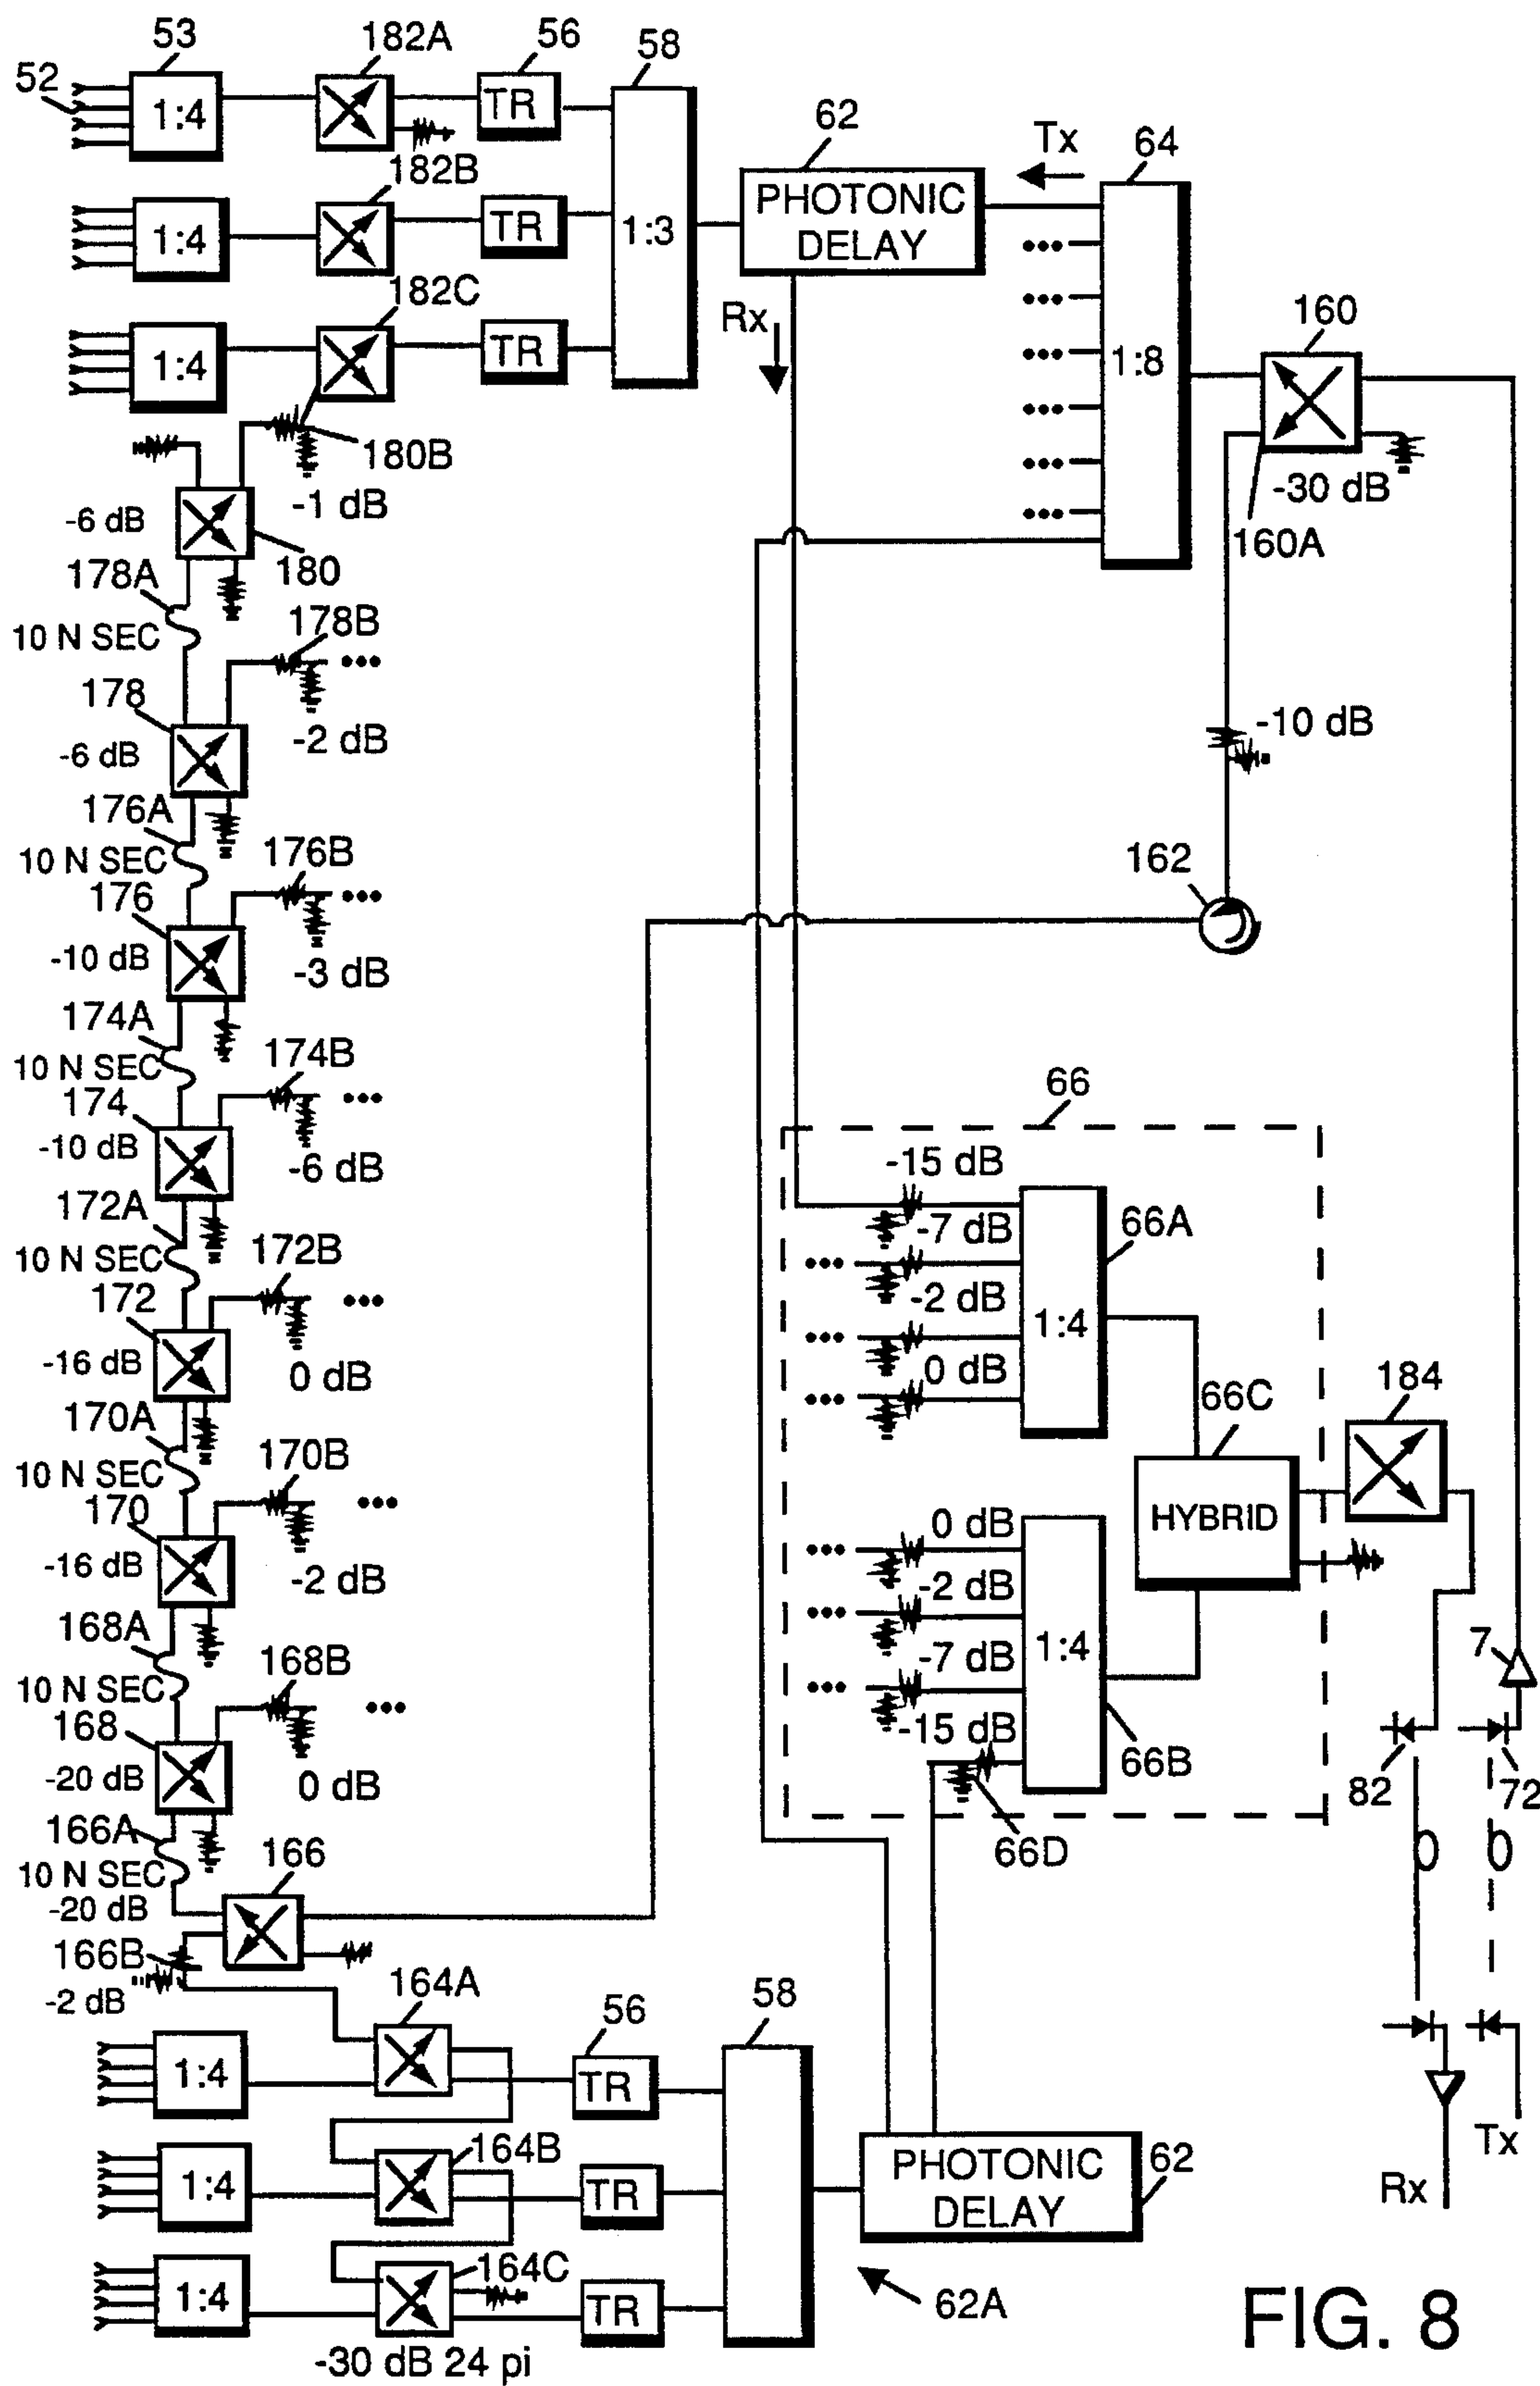 53
182A
56
58
52
1:4
TR
62
Tx
64
182B
PHOTONIC
DELAY
1:4
TR
1:3
182C
Rx
160
1:4
TR
1:8
180B
-1 dB
-30 dB
-6 dB
160A
180
178A
10 N SEC
178B
178
-2 dB
-10 dB
-6 dB
176A
10 N SEC
176B
162
176
-10 dB
-3 dB
174A
10 N SEC
174B
66
174
-10 dB
-6 dB
-15 dB
172A
-7 dB
66A
10 N SEC
172B
172
-2 dB
1:4
-16 dB
0 dB
0 dB
184
170A
66C
10 N SEC
170B
170
HYBRID
0 dB
-16 dB
-2 dB
-2 dB
168A
1:4
7
10 N SEC
168B
-7 dB
168
-15 dB
66B
-20 dB
0 dB
82
72
166A
66D
10 N SEC
166
-20 dB
166B
-2 dB
164A
58
56
1:4
TR
Tx
164B
PHOTONIC
DELAY
62
1:4
TR
Rx
164C
1:4
TR
62A
-30 dB 24 pi
FIG. 8